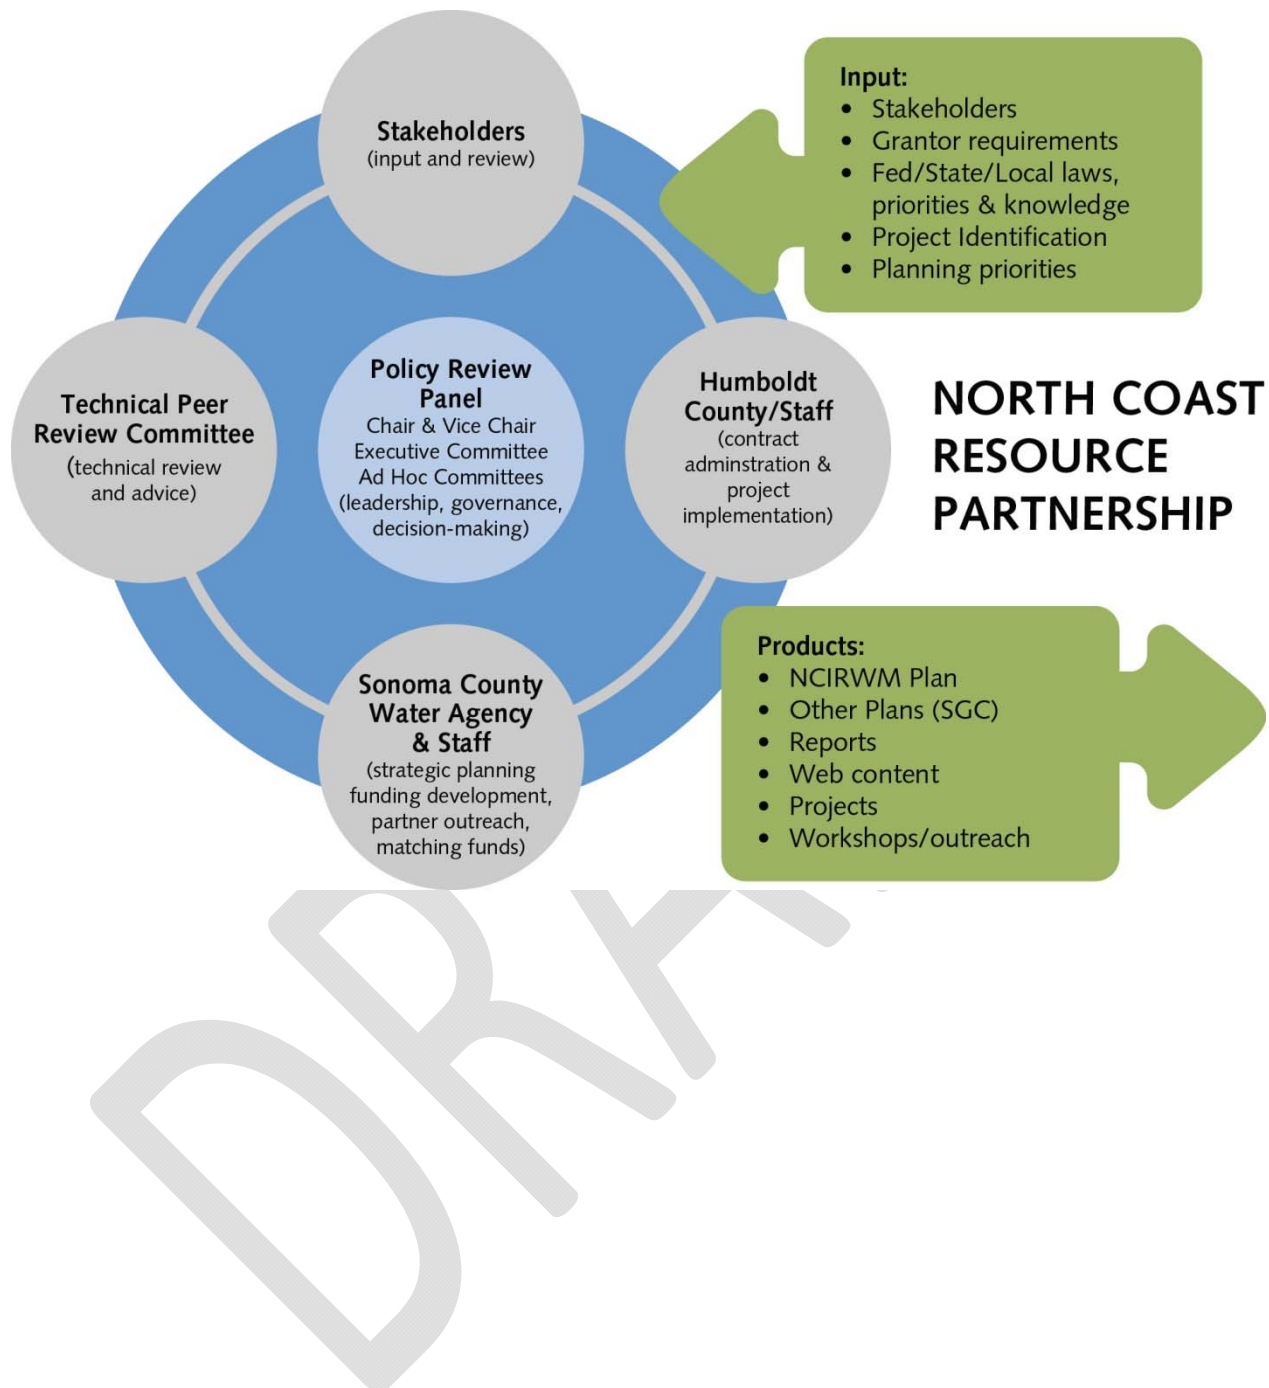 Stakeholders
(input and review)
Input:
• Stakeholders
• Grantor requirements
• Fed/State/Local laws,
priorities & knowledge
• Project Identification
• Planning priorities
Technical Peer
Review Committee
(technical review
and advice)
Policy Review
Panel
Chair & Vice Chair
Executive Committee
Ad Hoc Committees
(leadership, governance,
decision-making)
Humboldt
County/Staff
(contract
adminstration &
project
implementation)
NORTH COAST
RESOURCE
PARTNERSHIP
Sonoma County
Water Agency
& Staff
(strategic planning
funding development,
partner outreach,
matching funds)
Products:
• NCIRWM Plan
• Other Plans (SGC)
• Reports
• Web content
• Projects
• Workshops/outreach
DRA